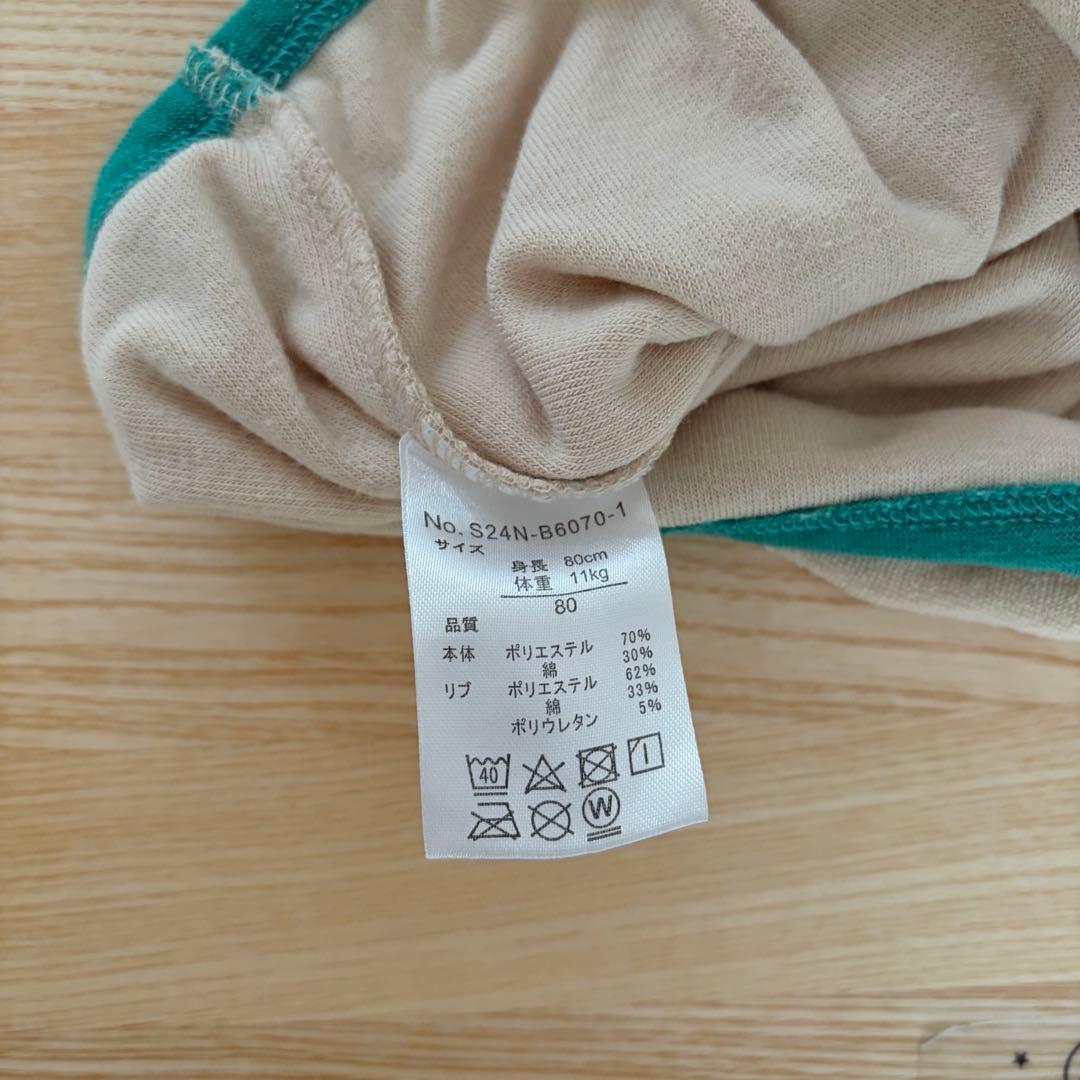 No. S24N-B6070-1
サイズ
身長 80cm
体重 11kg
80
品質
本体 ポリエステル 70%
綿 30%
リブ ポリエステル 62%
綿 33%
ポリウレタン 5%
40
W